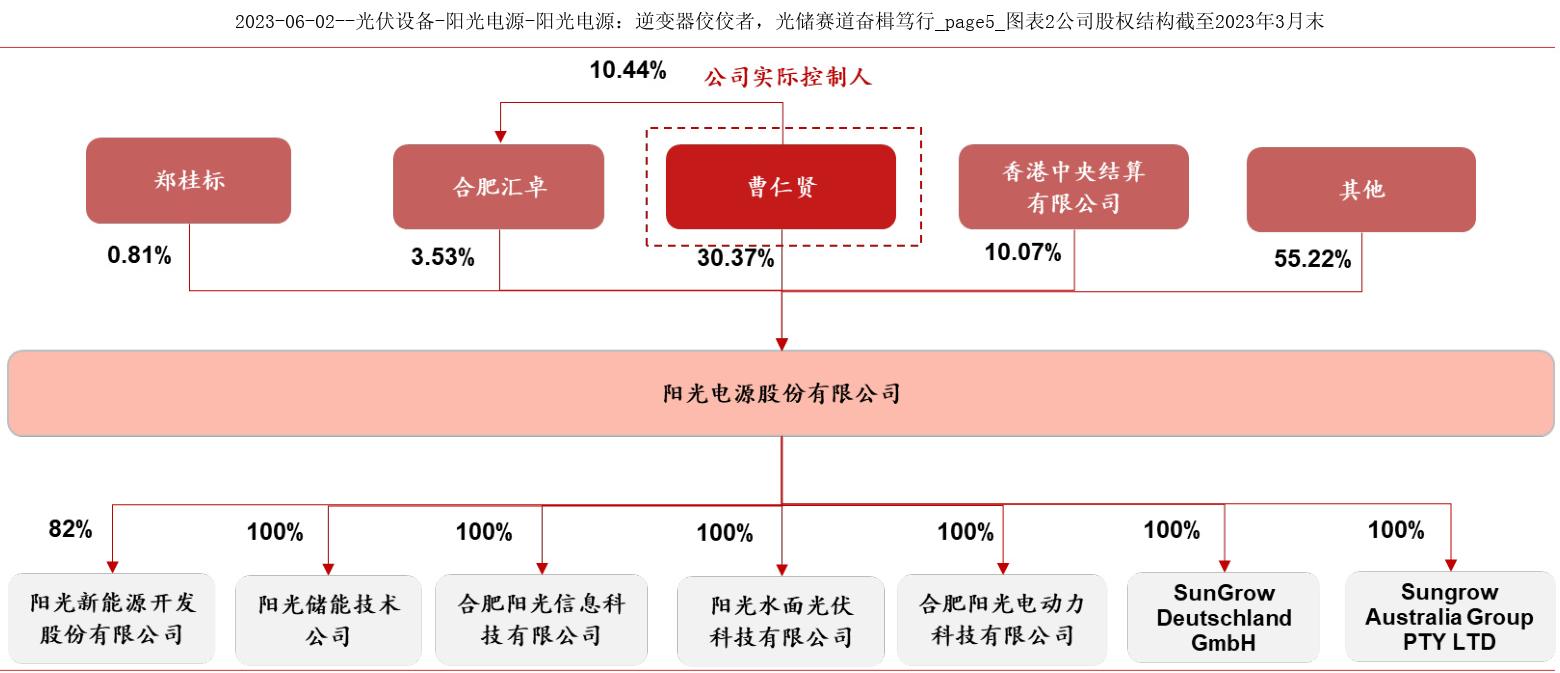 2023-06-02--光伏设备-阳光电源-阳光电源：逆变器佼佼者，光储赛道奋楫笃行_page5_图表2公司股权结构截至2023年3月末
10.44%
公司实际控制人
郑桂标
合肥汇卓
曹仁贤
香港中央结算
有限公司
其他
0.81%
3.53%
30.37%
10.07%
55.22%
阳光电源股份有限公司
82%
100%
100%
100%
100%
100%
100%
阳光新能源开发
股份有限公司
阳光储能技术
公司
合肥阳光信息科
技有限公司
阳光水面光伏
科技有限公司
合肥阳光电动力
科技有限公司
SunGrow
Deutschland
GmbH
Sungrow
Australia Group
PTY LTD